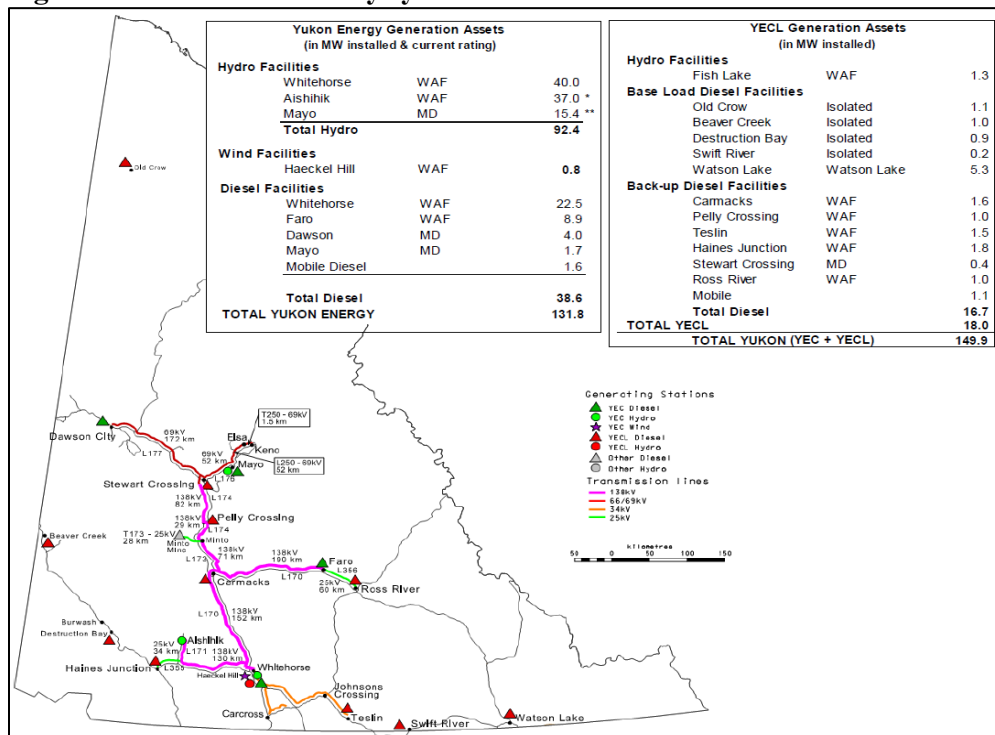 Yukon Energy Generation Assets
(in MW installed & current rating)
Hydro Facilities
Whitehorse WAF 40.0
Aishihik WAF 37.0 *
Mayo MD 15.4 **
Total Hydro 92.4
Wind Facilities
Haeckel Hill WAF 0.8
Diesel Facilities
Whitehorse WAF 22.5
Faro WAF 8.9
Dawson MD 4.0
Mayo MD 1.7
Mobile Diesel 1.6
Total Diesel 38.6
TOTAL YUKON ENERGY 131.8
YECL Generation Assets
(in MW installed)
Hydro Facilities
Fish Lake WAF 1.3
Base Load Diesel Facilities
Old Crow Isolated 1.1
Beaver Creek Isolated 1.0
Destruction Bay Isolated 0.9
Swift River Isolated 0.2
Watson Lake Watson Lake 5.3
Back-up Diesel Facilities
Carmacks WAF 1.6
Pelly Crossing WAF 1.0
Teslin WAF 1.5
Haines Junction WAF 1.8
Stewart Crossing MD 0.4
Ross River WAF 1.0
Mobile 1.1
Total Diesel 16.7
TOTAL YECL 18.0
TOTAL YUKON (YEC + YECL) 149.9
Old Crow
Generating Stations
YEC Diesel
YEC Hydro
YEC Wind
YECL Diesel
YECL Hydro
Other Diesel
Other Hydro
Transmission lines
138kV
66/69kV
34kV
25kV
kilometres
50 0 50 100 150
T250 - 69kV
1.5 km
69kV
172 km
Dawson City
L177
Elsa
Keno
69kV
52 km
L250 - 69kV
52 km
Mayo
L178
Stewart Crossing
138kV
82 km
L174
138kV
29 km
Pelly Crossing
L174
Beaver Creek
T173 - 25kV
28 km
Minto
Mine
Minto
L172
138kV
71 km
138kV
190 km
Faro
L366
Carmacks
L170
25kV
60 km
Ross River
L170
138kV
152 km
Burwash
Destruction Bay
25kV
34 km
Aishihik
L171
138kV
130 km
Haines Junction
L355
Whitehorse
Haeckel Hill
Johnsons
Crossing
Carcross
Teslin
Swift River
Watson Lake